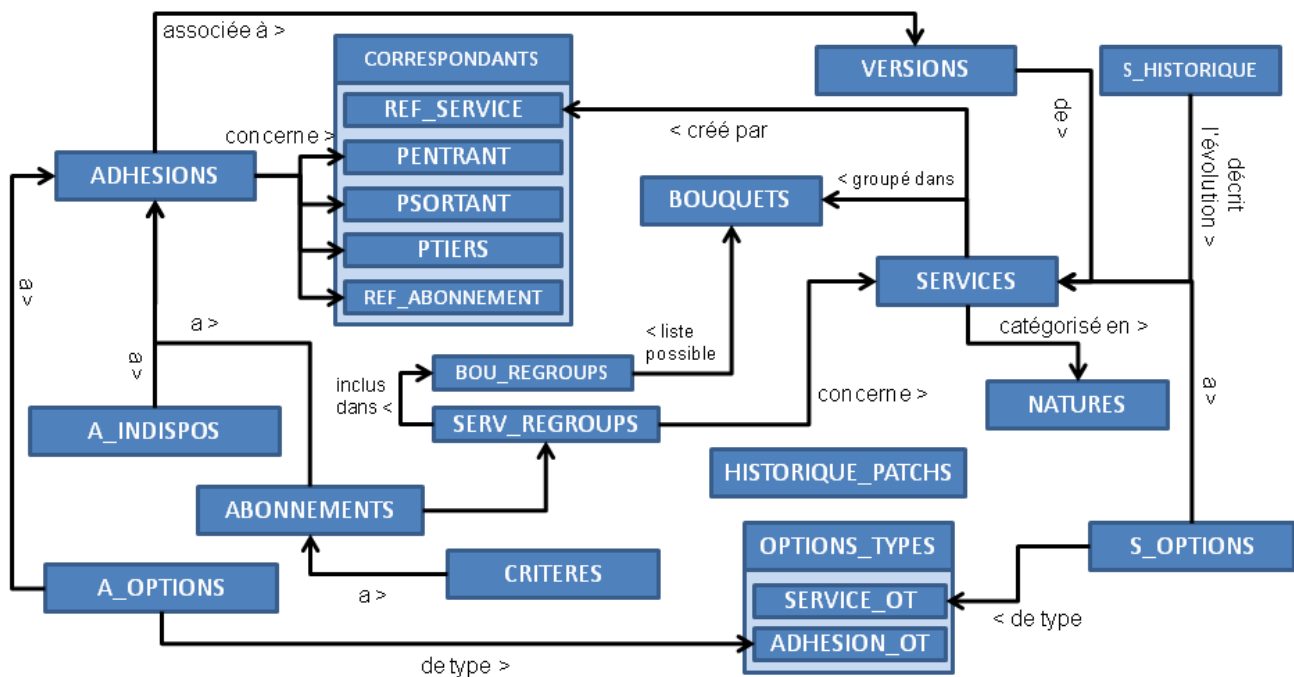 associée à >
CORRESPONDANTS
VERSIONS
S_HISTORIQUE
REF_SERVICE
concerne >
< créé par
de >
PENTRANT
ADHESIONS
décrit
l'évolution >
< groupé dans
BOUQUETS
PSORTANT
PTIERS
SERVICES
REF_ABONNEMENT
a >
a >
< liste
possible
catégorisé en >
a >
BOU_REGROUPS
inclus
dans <
concerne >
a >
NATURES
A_INDISPOS
SERV_REGROUPS
HISTORIQUE_PATCHS
ABONNEMENTS
OPTIONS_TYPES
S_OPTIONS
A_OPTIONS
CRITERES
a >
SERVICE_OT
< de type
ADHESION_OT
de type >